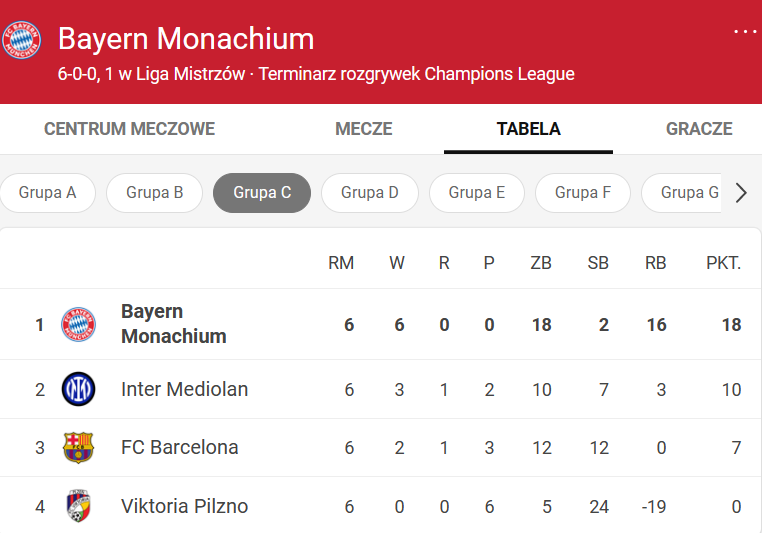 Bayern Monachium
6-0-0, 1 w Liga Mistrzów · Terminarz rozgrywek Champions League
CENTRUM MECZOWE MECZE TABELA GRACZE
Grupa A Grupa B Grupa C Grupa D Grupa E Grupa F Grupa G
RM W R P ZB SB RB PKT.
1 Bayern Monachium 6 6 0 0 18 2 16 18
2 Inter Mediolan 6 3 1 2 10 7 3 10
3 FC Barcelona 6 2 1 3 12 12 0 7
4 Viktoria Pilzno 6 0 0 6 5 24 -19 0